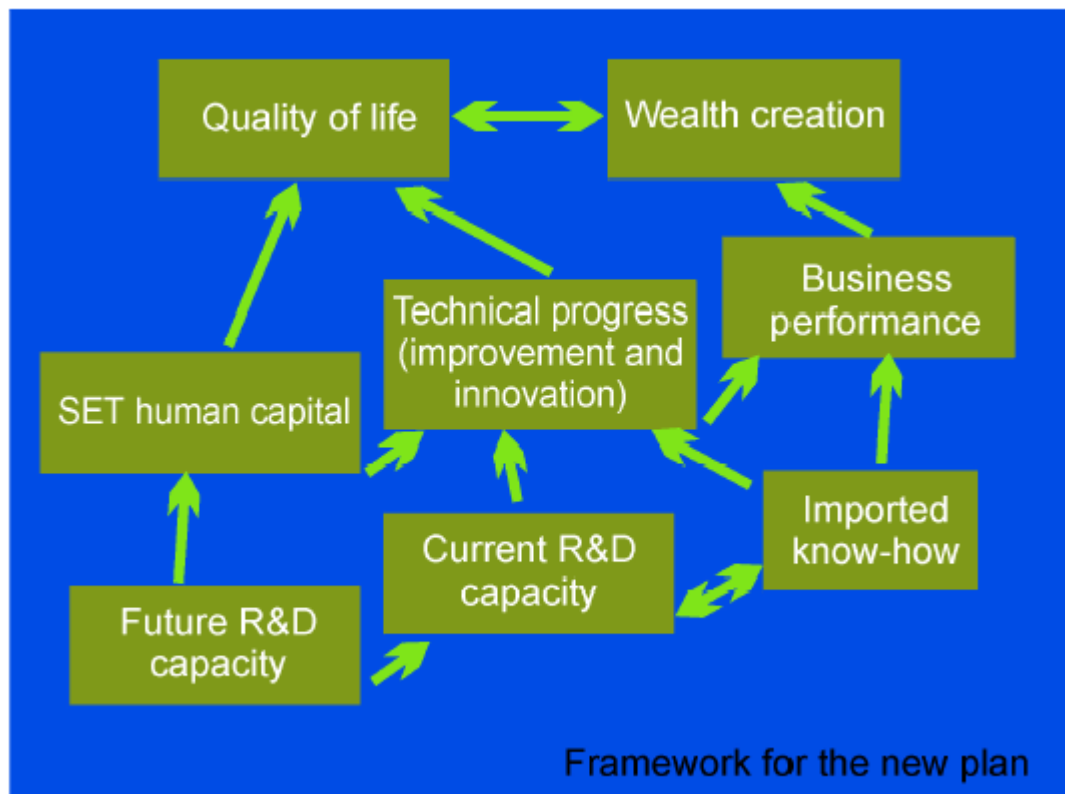 Quality of life
Wealth creation
Business
performance
Technical progress
(improvement and
innovation)
SET human capital
Imported
know-how
Current R&D
capacity
Future R&D
capacity
Framework for the new plan